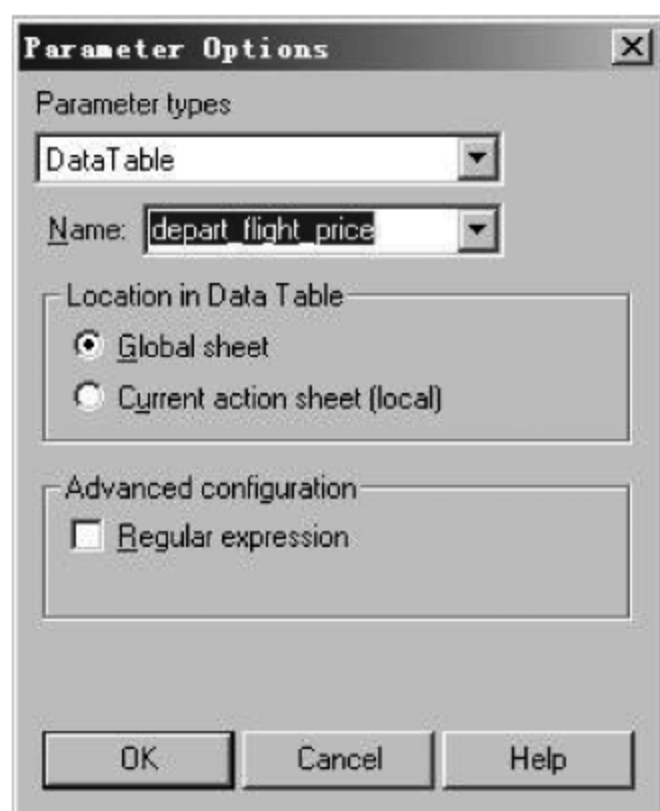 Parameter Options
Parameter types
DataTable
Name: depart_flight_price
Location in Data Table
Global sheet
Current action sheet (local)
Advanced configuration
Regular expression
OK Cancel Help